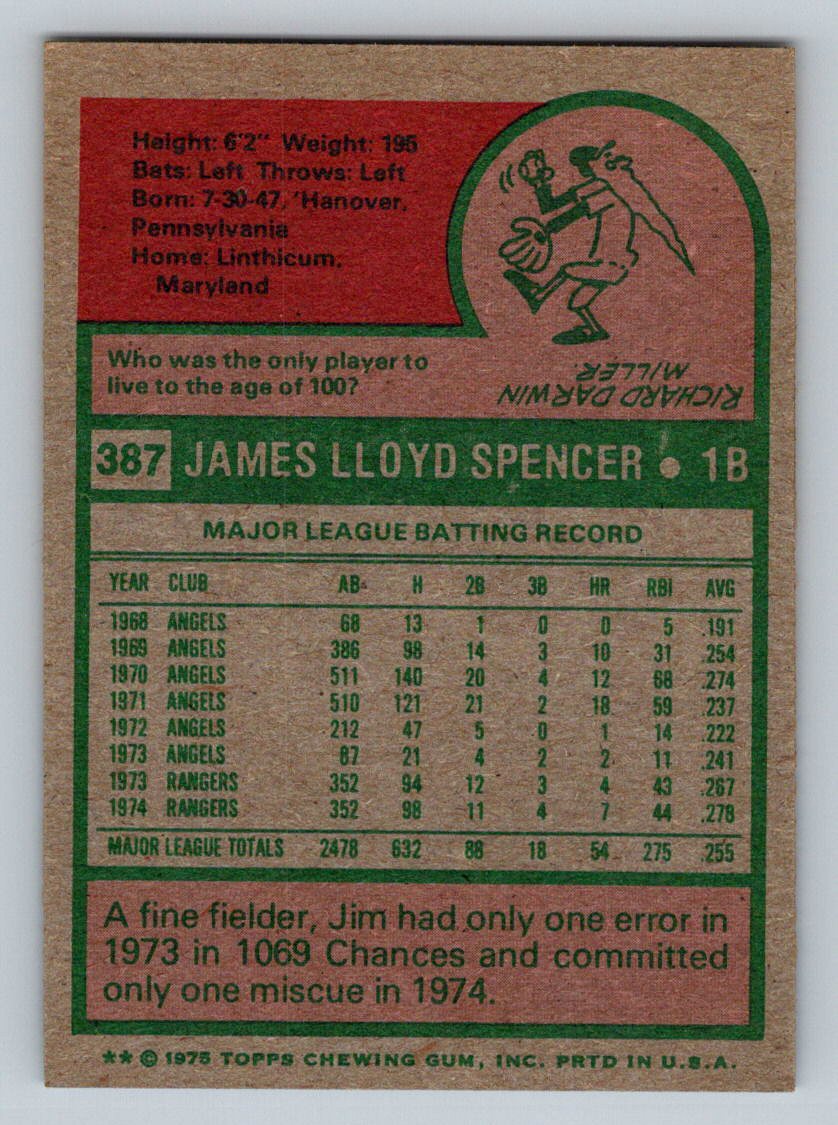 Height: 6'2" Weight: 195
Bats: Left Throws: Left
Born: 7-30-47, 'Hanover,
Pennsylvania
Home: Linthicum,
Maryland
Who was the only player to
live to the age of 100?
RICHARD DARWIN
MILLER.
387 JAMES LLOYD SPENCER • 1B
MAJOR LEAGUE BATTING RECORD
YEAR CLUB AB H 2B 3B HR RBI AVG
1968 ANGELS 68 13 1 0 0 5 .191
1969 ANGELS 386 98 14 3 10 31 .254
1970 ANGELS 511 140 20 4 12 68 .274
1971 ANGELS 510 121 21 2 18 59 .237
1972 ANGELS 212 47 5 0 1 14 .222
1973 ANGELS 87 21 4 2 2 11 .241
1973 RANGERS 352 94 12 3 4 43 .267
1974 RANGERS 352 98 11 4 7 44 .278
MAJOR LEAGUE TOTALS 2478 632 88 18 54 275 .255
A fine fielder, Jim had only one error in
1973 in 1069 Chances and committed
only one miscue in 1974.
** © 1975 TOPPS CHEWING GUM, INC. PRTD IN U.S.A.